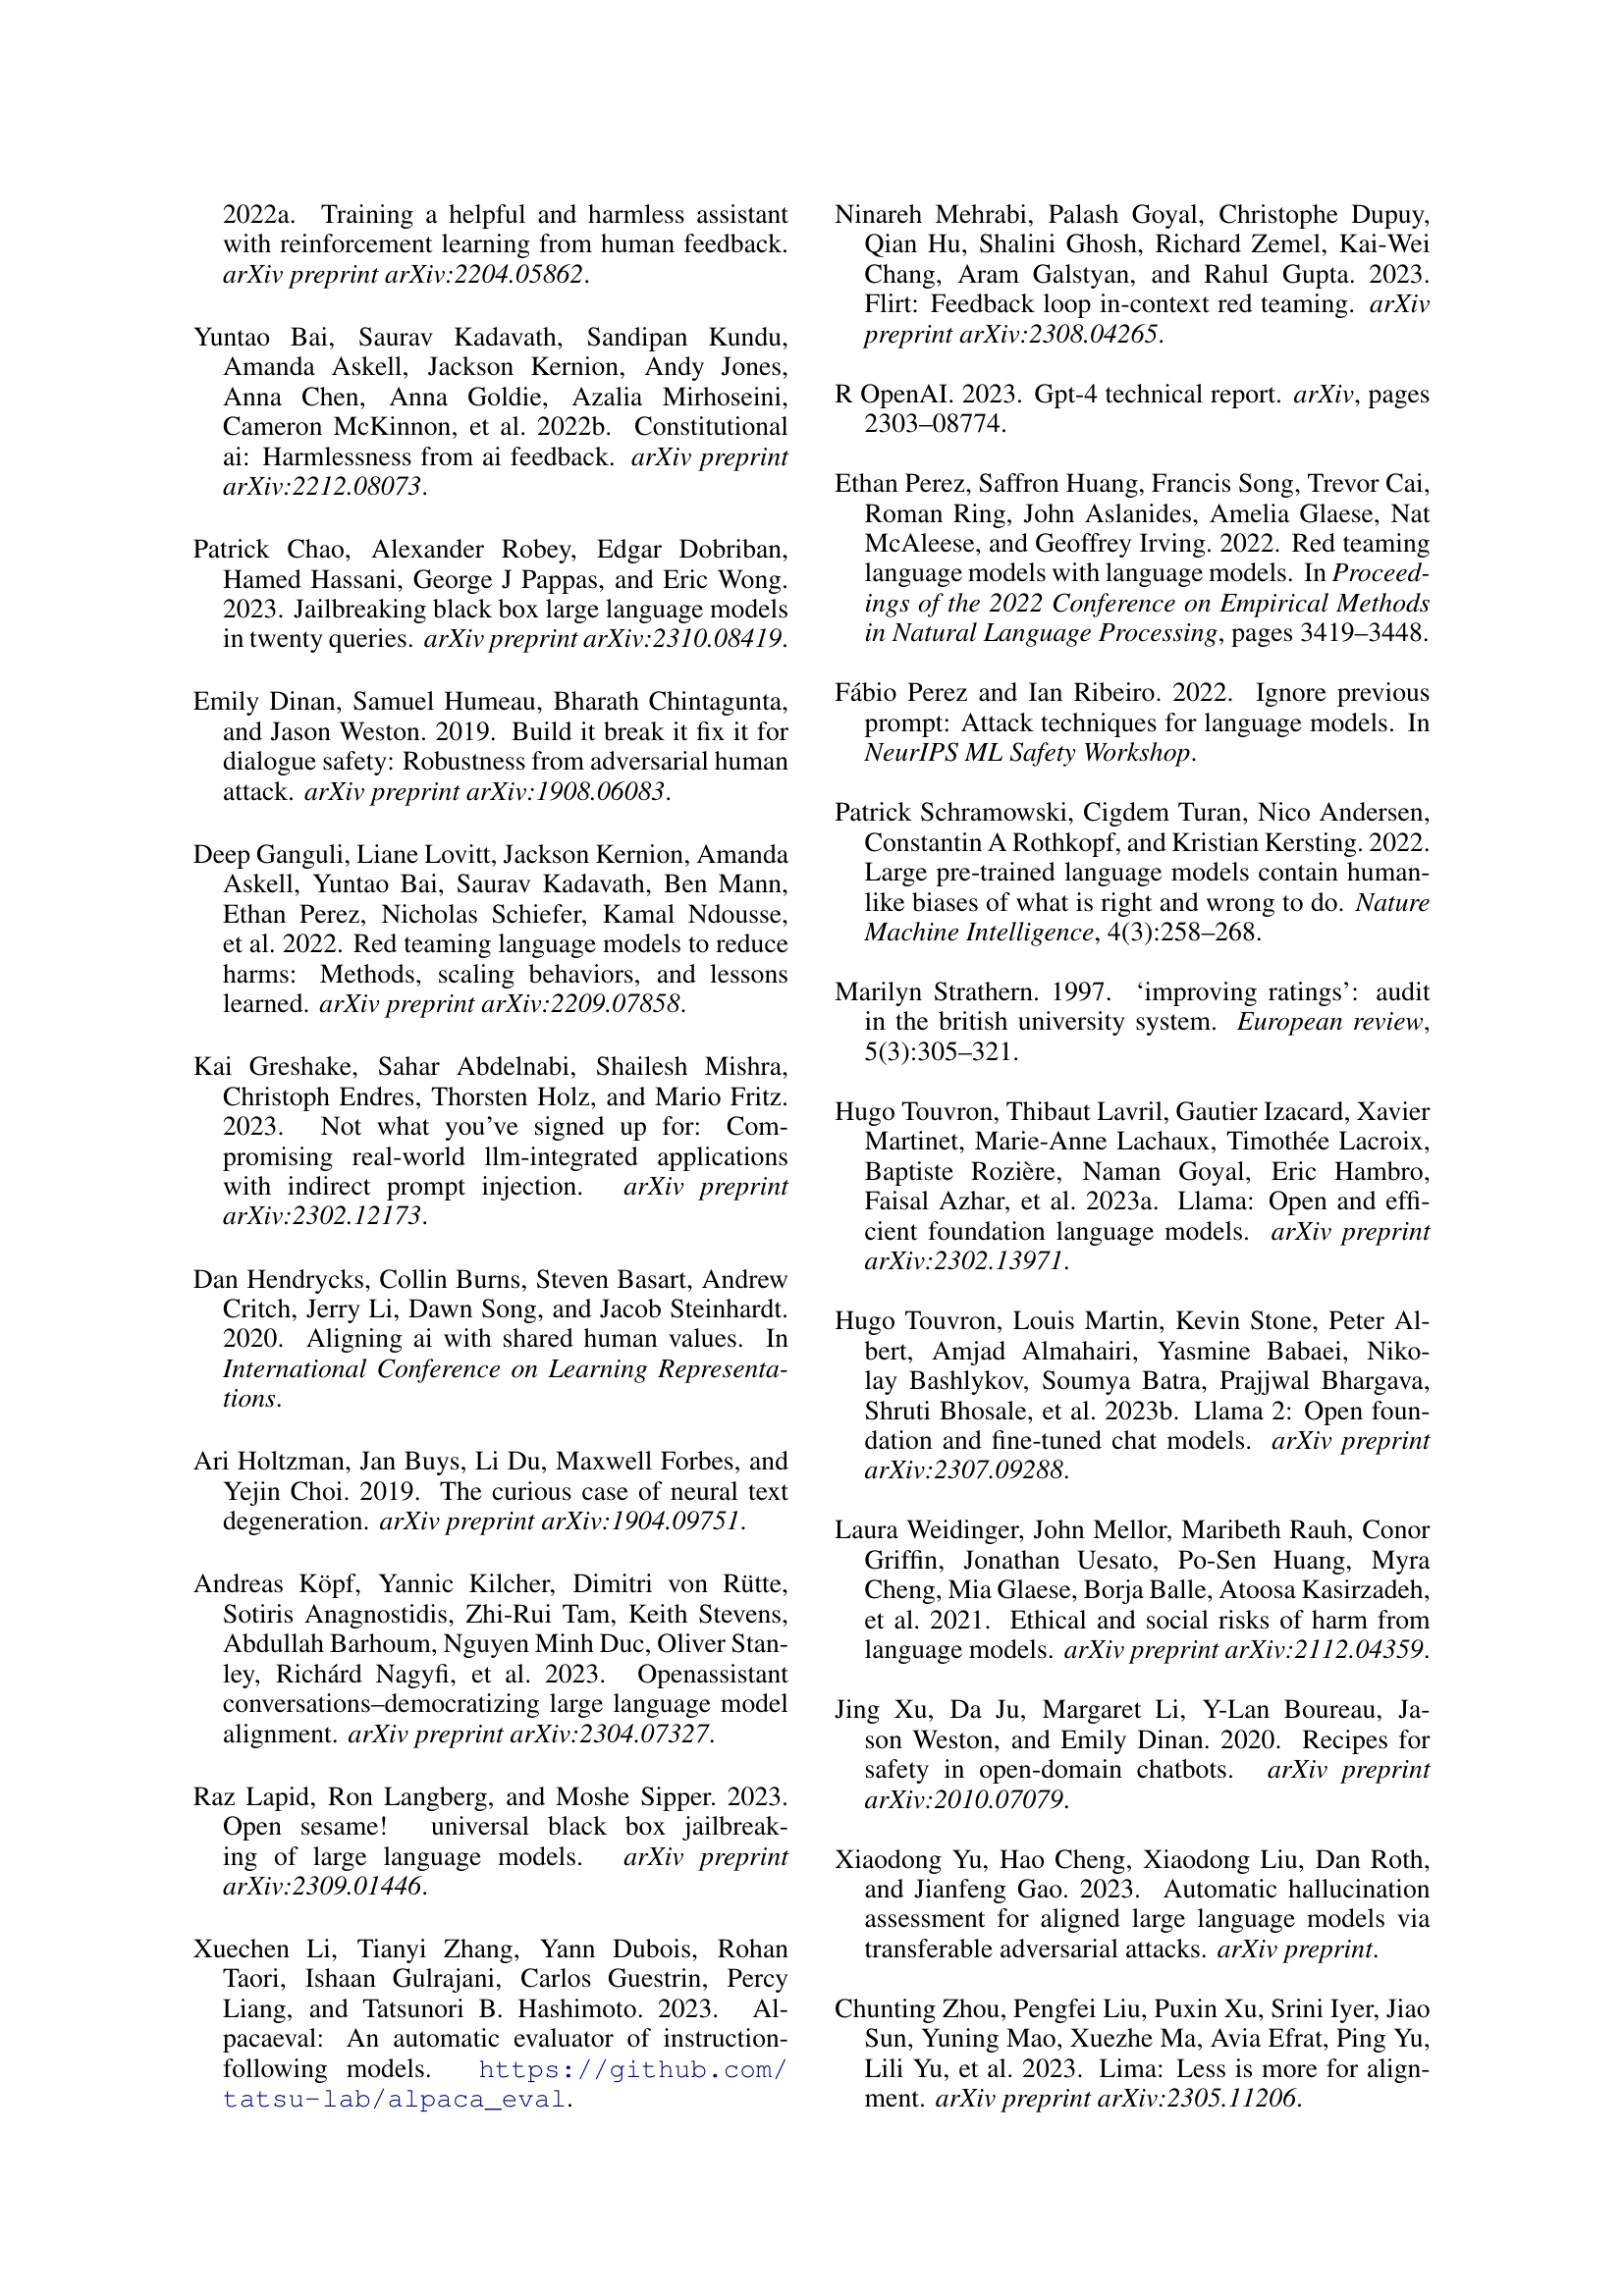 2022a. Training a helpful and harmless assistant
with reinforcement learning from human feedback.
arXiv preprint arXiv:2204.05862.
Yuntao Bai, Saurav Kadavath, Sandipan Kundu,
Amanda Askell, Jackson Kernion, Andy Jones,
Anna Chen, Anna Goldie, Azalia Mirhoseini,
Cameron McKinnon, et al. 2022b. Constitutional
ai: Harmlessness from ai feedback. arXiv preprint
arXiv:2212.08073.
Patrick Chao, Alexander Robey, Edgar Dobriban,
Hamed Hassani, George J Pappas, and Eric Wong.
2023. Jailbreaking black box large language models
in twenty queries. arXiv preprint arXiv:2310.08419.
Emily Dinan, Samuel Humeau, Bharath Chintagunta,
and Jason Weston. 2019. Build it break it fix it for
dialogue safety: Robustness from adversarial human
attack. arXiv preprint arXiv:1908.06083.
Deep Ganguli, Liane Lovitt, Jackson Kernion, Amanda
Askell, Yuntao Bai, Saurav Kadavath, Ben Mann,
Ethan Perez, Nicholas Schiefer, Kamal Ndousse,
et al. 2022. Red teaming language models to reduce
harms: Methods, scaling behaviors, and lessons
learned. arXiv preprint arXiv:2209.07858.
Kai Greshake, Sahar Abdelnabi, Shailesh Mishra,
Christoph Endres, Thorsten Holz, and Mario Fritz.
2023. Not what you've signed up for: Com-
promising real-world llm-integrated applications
with indirect prompt injection. arXiv preprint
arXiv:2302.12173.
Dan Hendrycks, Collin Burns, Steven Basart, Andrew
Critch, Jerry Li, Dawn Song, and Jacob Steinhardt.
2020. Aligning ai with shared human values. In
International Conference on Learning Representa-
tions.
Ari Holtzman, Jan Buys, Li Du, Maxwell Forbes, and
Yejin Choi. 2019. The curious case of neural text
degeneration. arXiv preprint arXiv:1904.09751.
Andreas Köpf, Yannic Kilcher, Dimitri von Rütte,
Sotiris Anagnostidis, Zhi-Rui Tam, Keith Stevens,
Abdullah Barhoum, Nguyen Minh Duc, Oliver Stan-
ley, Richárd Nagyfi, et al. 2023. Openassistant
conversations–democratizing large language model
alignment. arXiv preprint arXiv:2304.07327.
Raz Lapid, Ron Langberg, and Moshe Sipper. 2023.
Open sesame! universal black box jailbreak-
ing of large language models. arXiv preprint
arXiv:2309.01446.
Xuechen Li, Tianyi Zhang, Yann Dubois, Rohan
Taori, Ishaan Gulrajani, Carlos Guestrin, Percy
Liang, and Tatsunori B. Hashimoto. 2023. Al-
pacaeval: An automatic evaluator of instruction-
following models. https://github.com/
tatsu-lab/alpaca_eval.
Ninareh Mehrabi, Palash Goyal, Christophe Dupuy,
Qian Hu, Shalini Ghosh, Richard Zemel, Kai-Wei
Chang, Aram Galstyan, and Rahul Gupta. 2023.
Flirt: Feedback loop in-context red teaming. arXiv
preprint arXiv:2308.04265.
R OpenAI. 2023. Gpt-4 technical report. arXiv, pages
2303–08774.
Ethan Perez, Saffron Huang, Francis Song, Trevor Cai,
Roman Ring, John Aslanides, Amelia Glaese, Nat
McAleese, and Geoffrey Irving. 2022. Red teaming
language models with language models. In Proceed-
ings of the 2022 Conference on Empirical Methods
in Natural Language Processing, pages 3419–3448.
Fábio Perez and Ian Ribeiro. 2022. Ignore previous
prompt: Attack techniques for language models. In
NeurIPS ML Safety Workshop.
Patrick Schramowski, Cigdem Turan, Nico Andersen,
Constantin A Rothkopf, and Kristian Kersting. 2022.
Large pre-trained language models contain human-
like biases of what is right and wrong to do. Nature
Machine Intelligence, 4(3):258–268.
Marilyn Strathern. 1997. ‘improving ratings’: audit
in the british university system. European review,
5(3):305–321.
Hugo Touvron, Thibaut Lavril, Gautier Izacard, Xavier
Martinet, Marie-Anne Lachaux, Timothée Lacroix,
Baptiste Rozière, Naman Goyal, Eric Hambro,
Faisal Azhar, et al. 2023a. Llama: Open and effi-
cient foundation language models. arXiv preprint
arXiv:2302.13971.
Hugo Touvron, Louis Martin, Kevin Stone, Peter Al-
bert, Amjad Almahairi, Yasmine Babaei, Niko-
lay Bashlykov, Soumya Batra, Prajjwal Bhargava,
Shruti Bhosale, et al. 2023b. Llama 2: Open foun-
dation and fine-tuned chat models. arXiv preprint
arXiv:2307.09288.
Laura Weidinger, John Mellor, Maribeth Rauh, Conor
Griffin, Jonathan Uesato, Po-Sen Huang, Myra
Cheng, Mia Glaese, Borja Balle, Atoosa Kasirzadeh,
et al. 2021. Ethical and social risks of harm from
language models. arXiv preprint arXiv:2112.04359.
Jing Xu, Da Ju, Margaret Li, Y-Lan Boureau, Ja-
son Weston, and Emily Dinan. 2020. Recipes for
safety in open-domain chatbots. arXiv preprint
arXiv:2010.07079.
Xiaodong Yu, Hao Cheng, Xiaodong Liu, Dan Roth,
and Jianfeng Gao. 2023. Automatic hallucination
assessment for aligned large language models via
transferable adversarial attacks. arXiv preprint.
Chunting Zhou, Pengfei Liu, Puxin Xu, Srini Iyer, Jiao
Sun, Yuning Mao, Xuezhe Ma, Avia Efrat, Ping Yu,
Lili Yu, et al. 2023. Lima: Less is more for align-
ment. arXiv preprint arXiv:2305.11206.